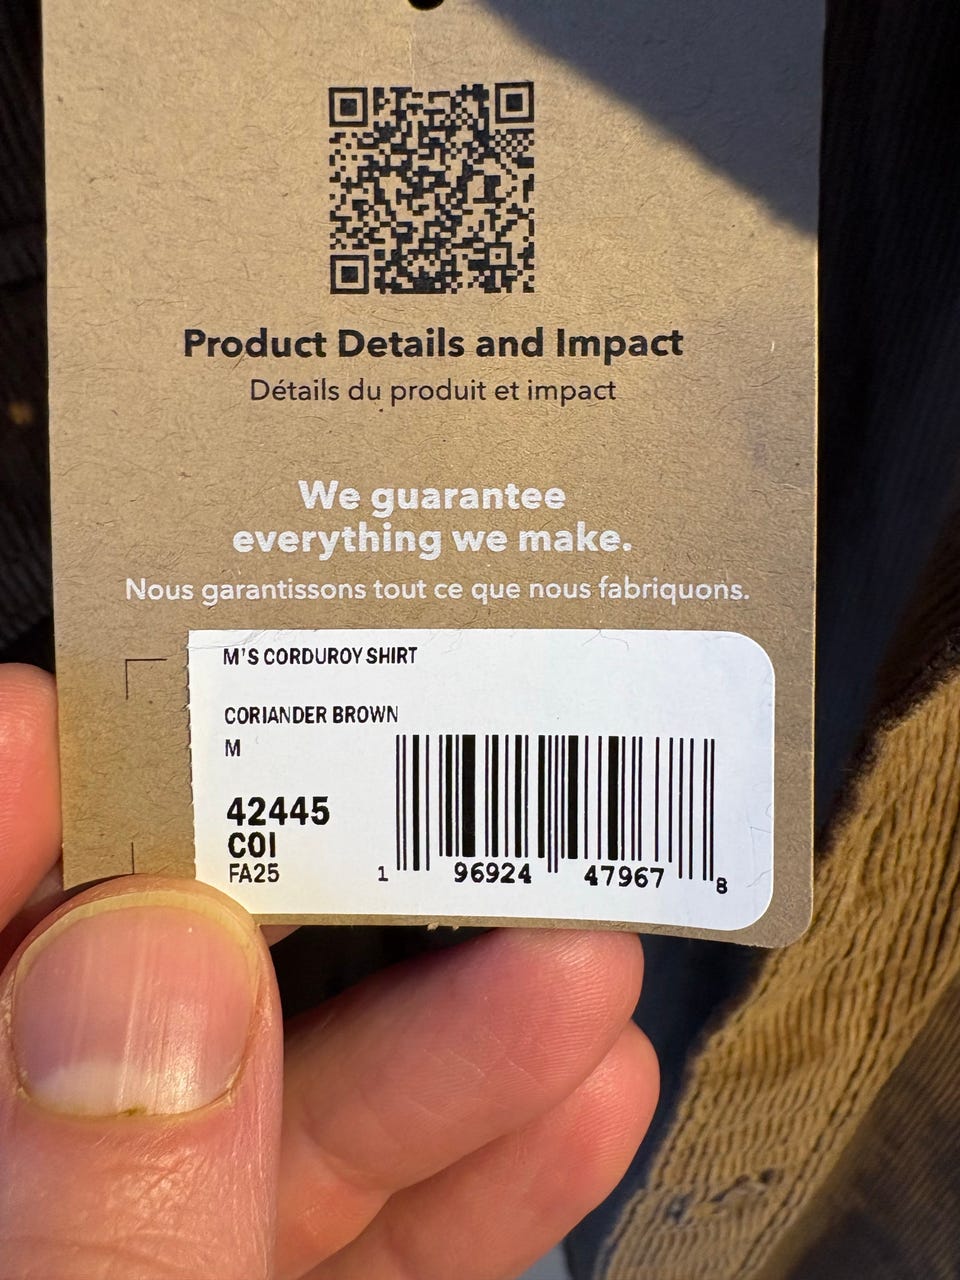 Product Details and Impact
Détails du produit et impact
We guarantee
everything we make.
Nous garantissons tout ce que nous fabriquons.
M'S CORDUROY SHIRT
CORIANDER BROWN
M
42445
COI
FA25
1 96924 47967 8